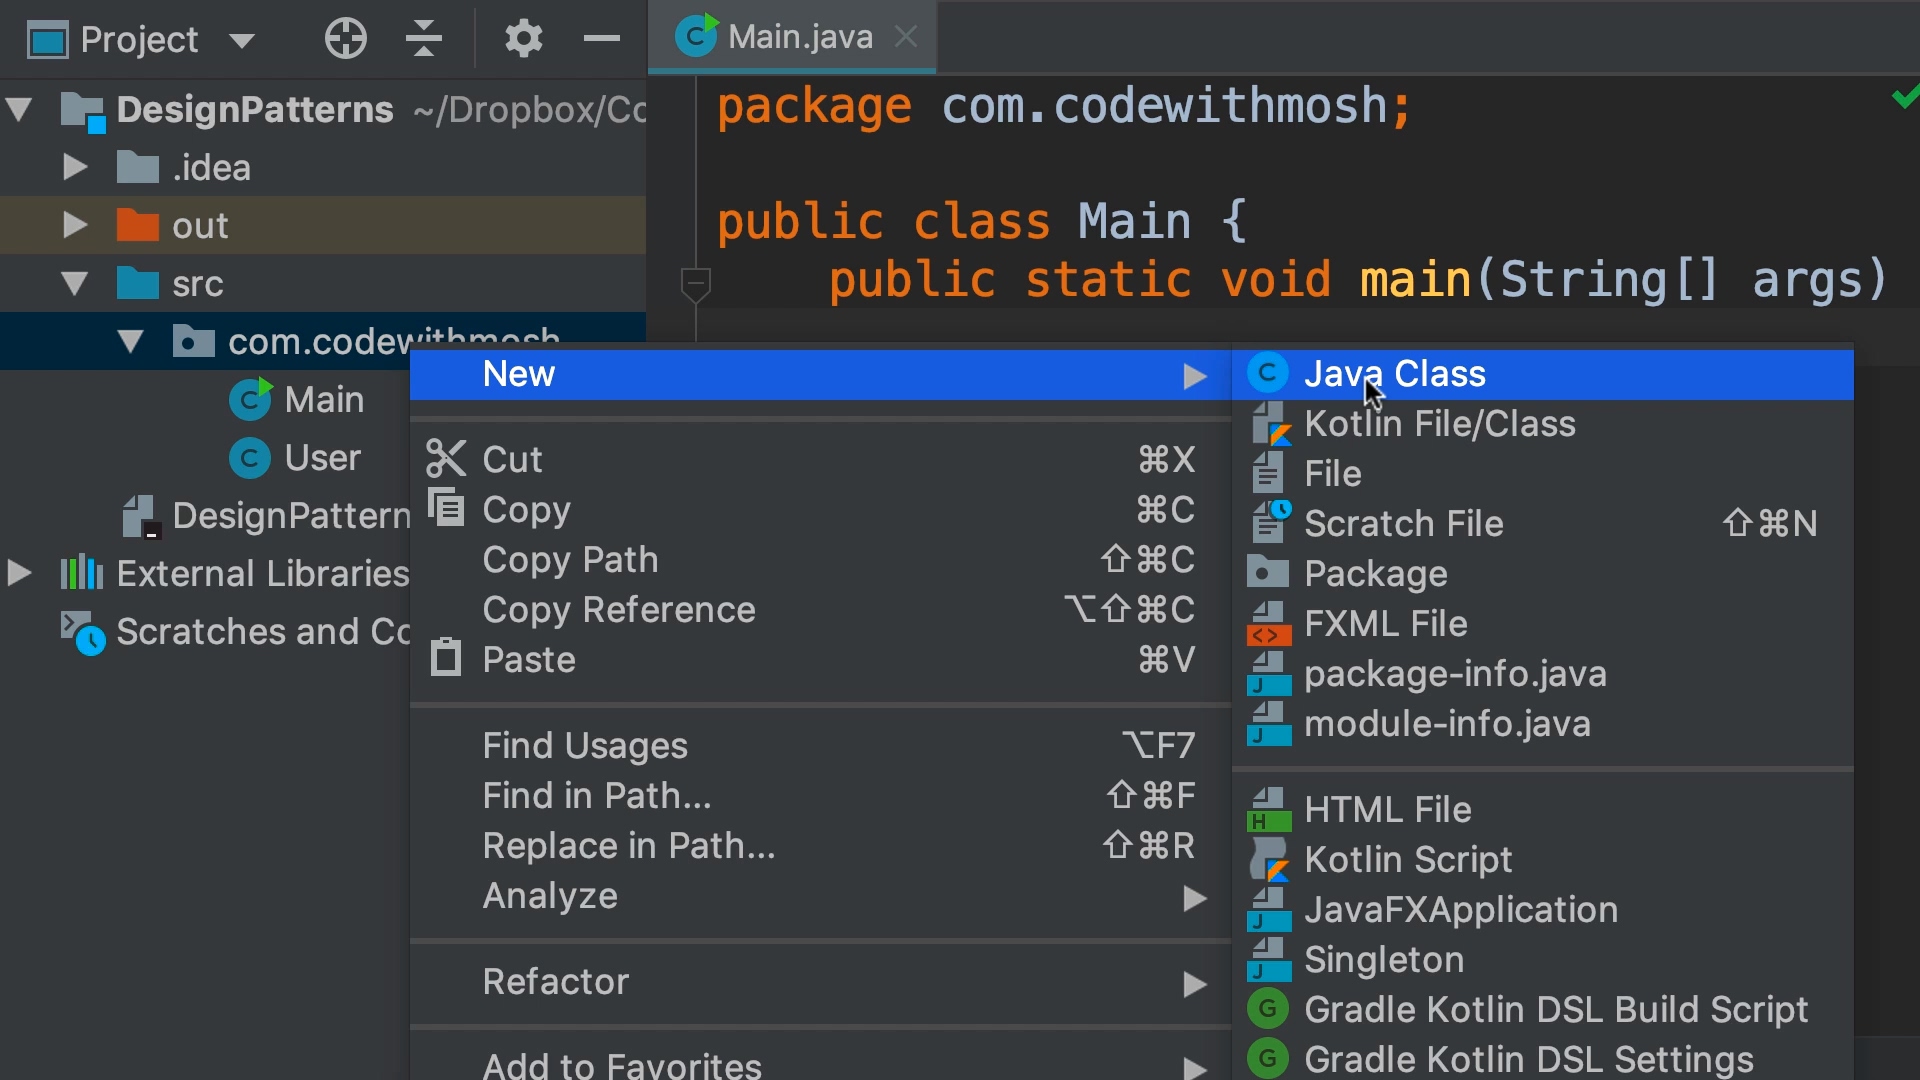 Project
Main.java
DesignPatterns ~/Dropbox/Co
.idea
out
src
com.codewithmosh
Main
User
DesignPattern
External Libraries
Scratches and Co
package com.codewithmosh;
public class Main {
public static void main(String[] args)
New
Cut ⌘X
Copy ⌘C
Copy Path ⇧⌘C
Copy Reference ⌥⇧⌘C
Paste ⌘V
Find Usages ⌥F7
Find in Path... ⇧⌘F
Replace in Path... ⇧⌘R
Analyze
Refactor
Add to Favorites
Java Class
Kotlin File/Class
File
Scratch File ⇧⌘N
Package
FXML File
package-info.java
module-info.java
HTML File
Kotlin Script
JavaFXApplication
Singleton
Gradle Kotlin DSL Build Script
Gradle Kotlin DSL Settings